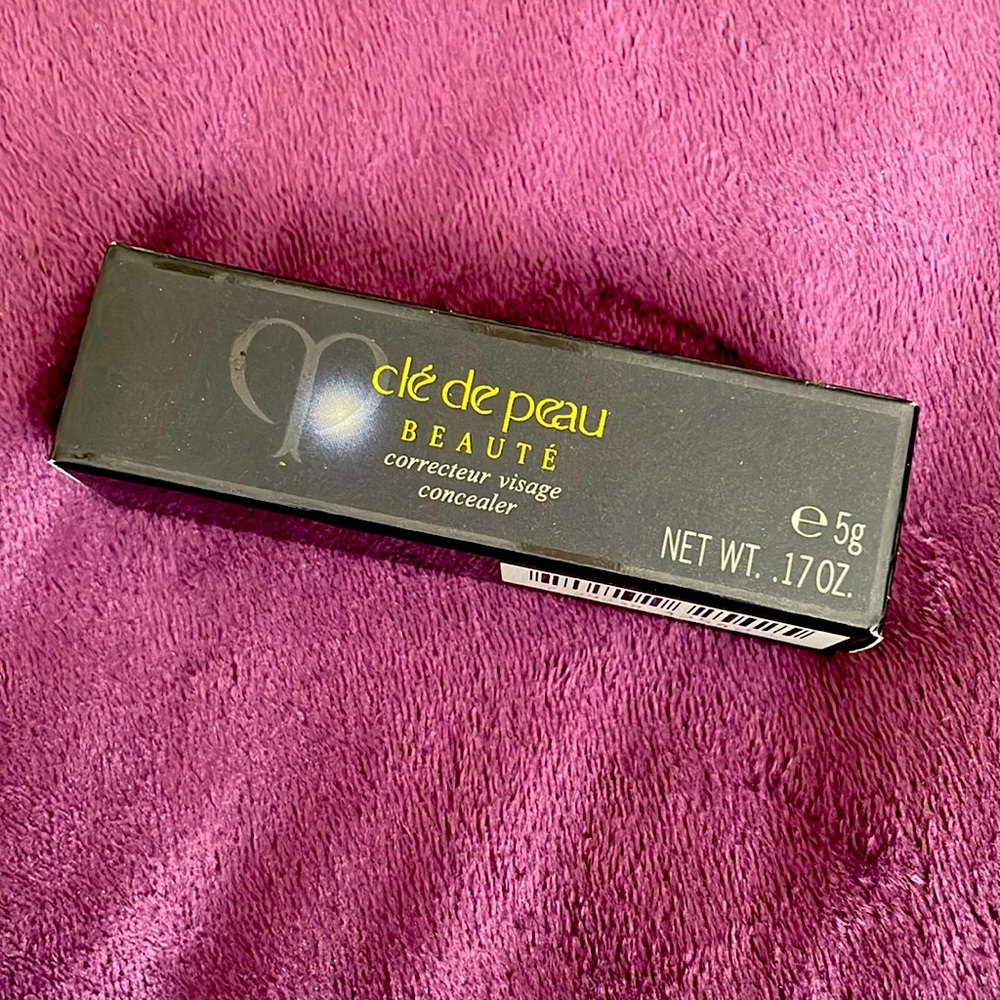 clé de peau
BEAUTÉ
correcteur visage
concealer
℮ 5g
NET WT. .17 OZ.